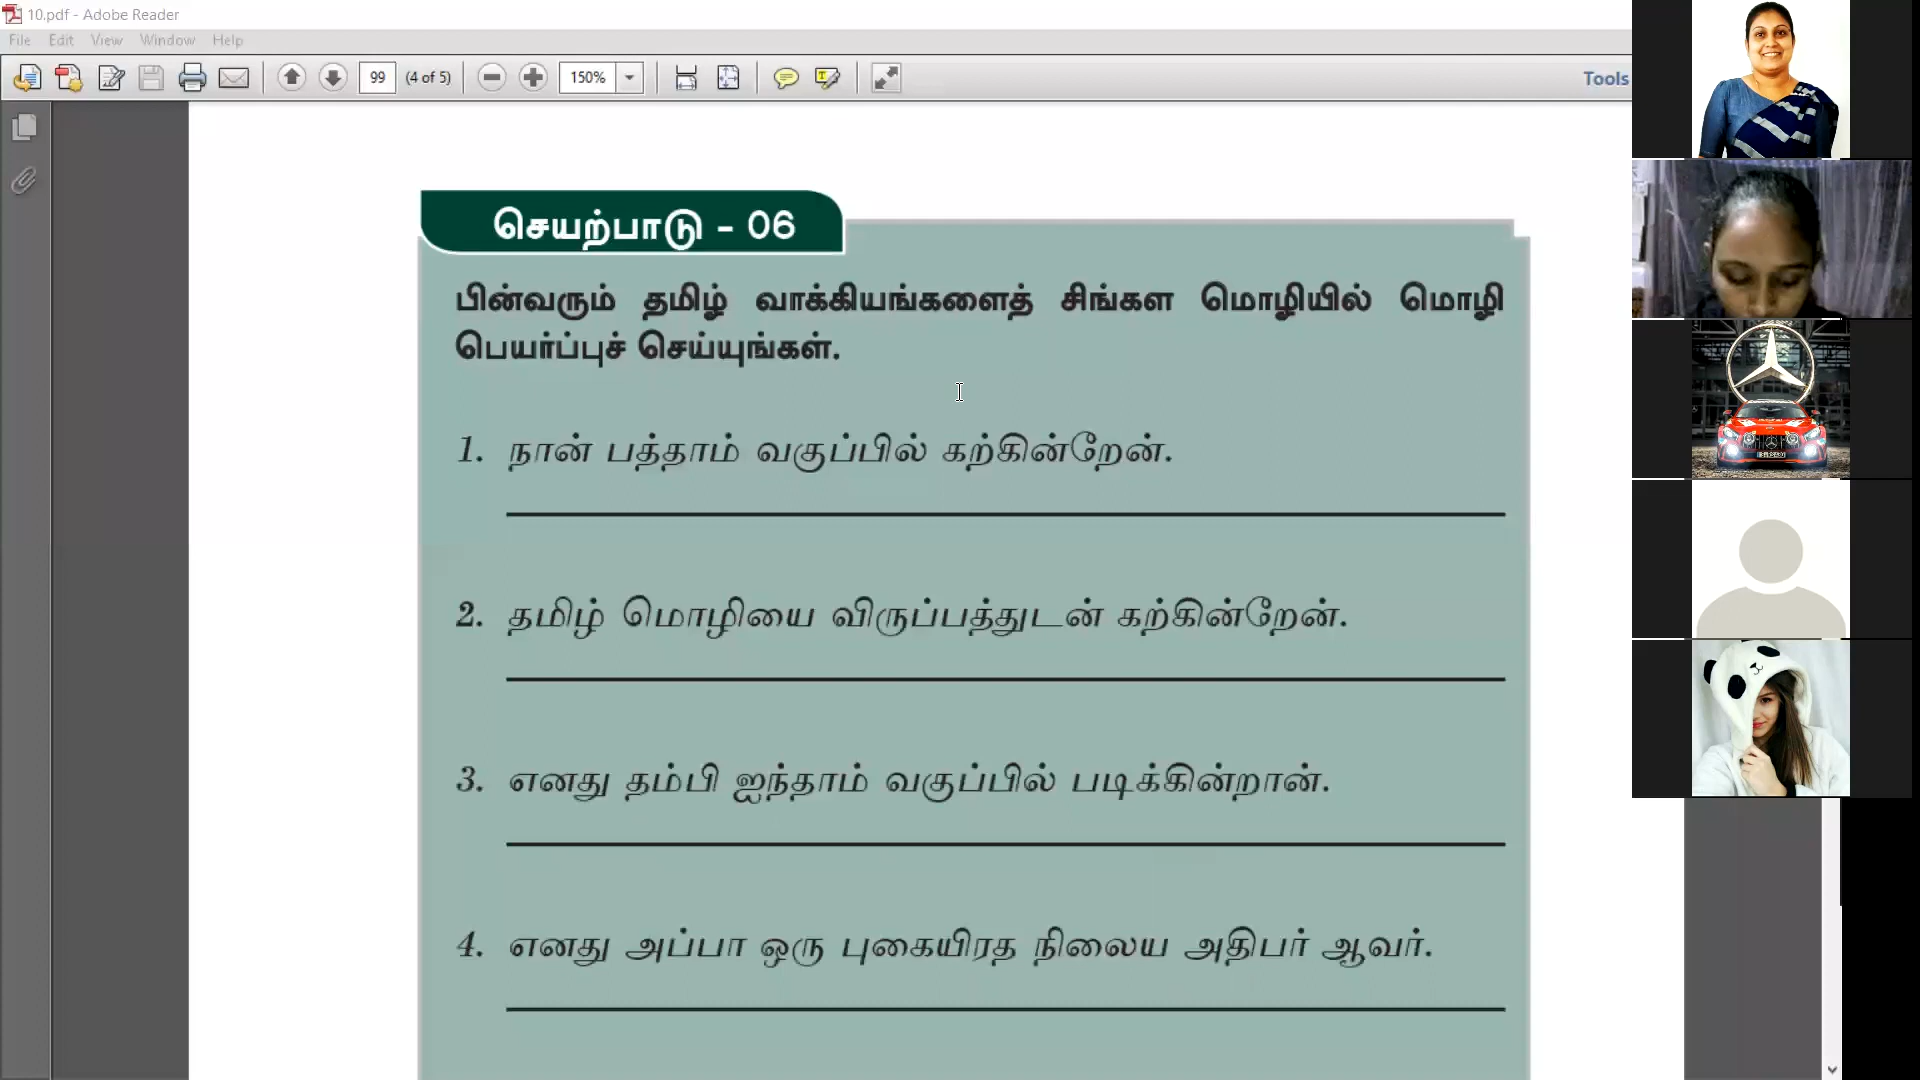 10.pdf - Adobe Reader
File Edit View Window Help
99 (4 of 5) 150% Tools
செயற்பாடு - 06
பின்வரும் தமிழ் வாக்கியங்களைத் சிங்கள மொழியில் மொழி
பெயர்ப்புச் செய்யுங்கள்.
1. நான் பத்தாம் வகுப்பில் கற்கின்றேன்.
2. தமிழ் மொழியை விருப்பத்துடன் கற்கின்றேன்.
3. எனது தம்பி ஐந்தாம் வகுப்பில் படிக்கின்றான்.
4. எனது அப்பா ஒரு புகையிரத நிலைய அதிபர் ஆவர்.